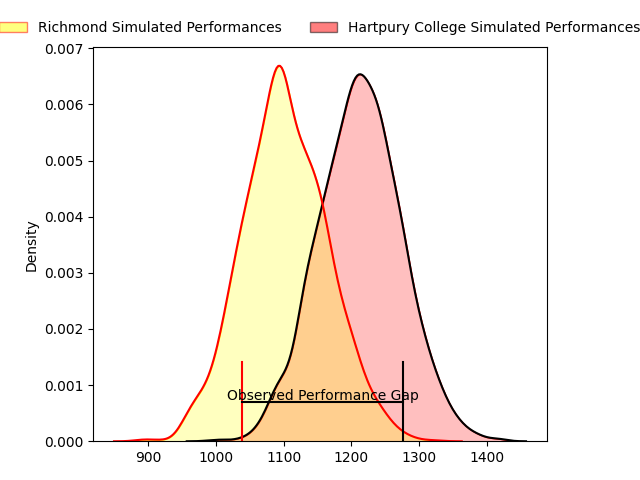 Richmond Simulated Performances
Hartpury College Simulated Performances
0.007
0.006
0.005
0.004
0.003
0.002
0.001
0.000
Density
Observed Performance Gap
900 1000 1100 1200 1300 1400